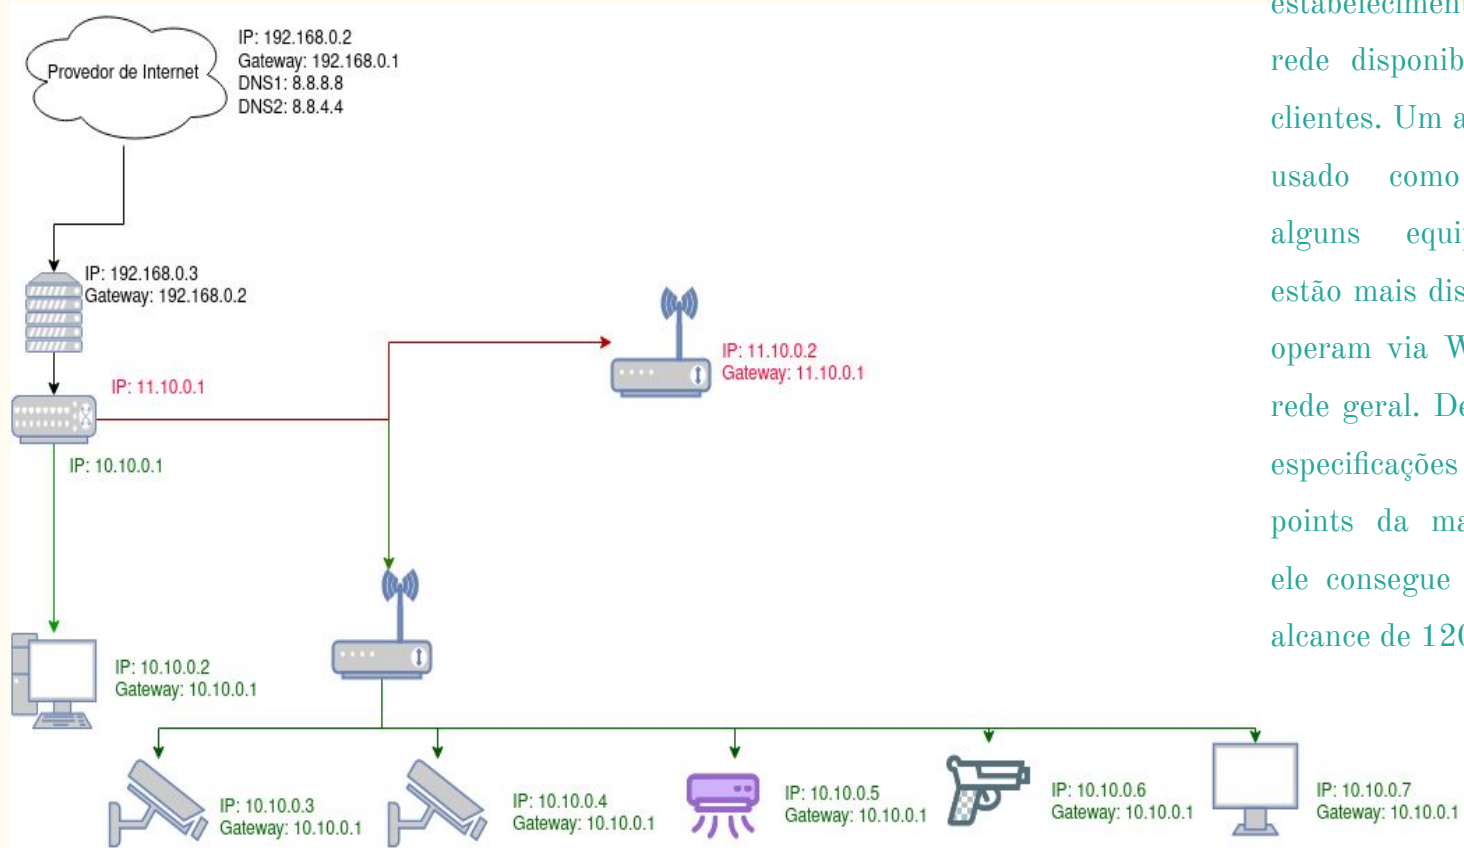 Provedor de Internet
IP: 192.168.0.2
Gateway: 192.168.0.1
DNS1: 8.8.8.8
DNS2: 8.8.4.4
IP: 192.168.0.3
Gateway: 192.168.0.2
IP: 11.10.0.1
IP: 11.10.0.2
Gateway: 11.10.0.1
IP: 10.10.0.1
IP: 10.10.0.2
Gateway: 10.10.0.1
IP: 10.10.0.3
Gateway: 10.10.0.1
IP: 10.10.0.4
Gateway: 10.10.0.1
IP: 10.10.0.5
Gateway: 10.10.0.1
IP: 10.10.0.6
Gateway: 10.10.0.1
IP: 10.10.0.7
Gateway: 10.10.0.1
rede disponib
clientes. Um a
usado como
alguns equi
estão mais dis
operam via W
rede geral. De
especificações
points da ma
ele consegue
alcance de 120